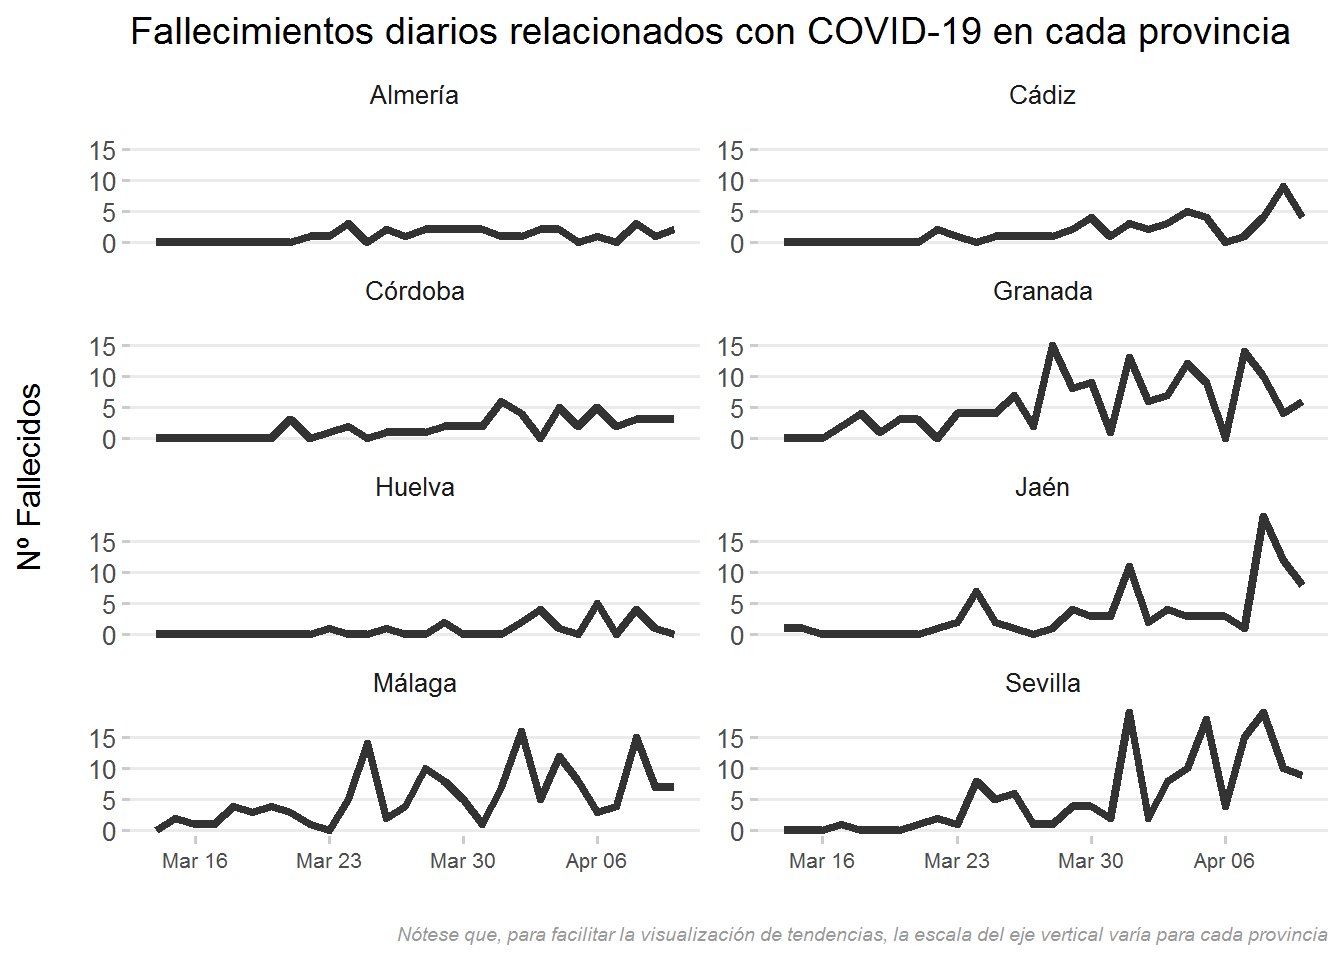 Fallecimientos diarios relacionados con COVID-19 en cada provincia
Almería
Cádiz
15
10
5
0
15
10
5
0
Córdoba
Granada
15
10
5
0
15
10
5
0
Nº Fallecidos
Huelva
Jaén
15
10
5
0
15
10
5
0
Málaga
Sevilla
15
10
5
0
15
10
5
0
Mar 16 Mar 23 Mar 30 Apr 06
Mar 16 Mar 23 Mar 30 Apr 06
Nótese que, para facilitar la visualización de tendencias, la escala del eje vertical varía para cada provincia